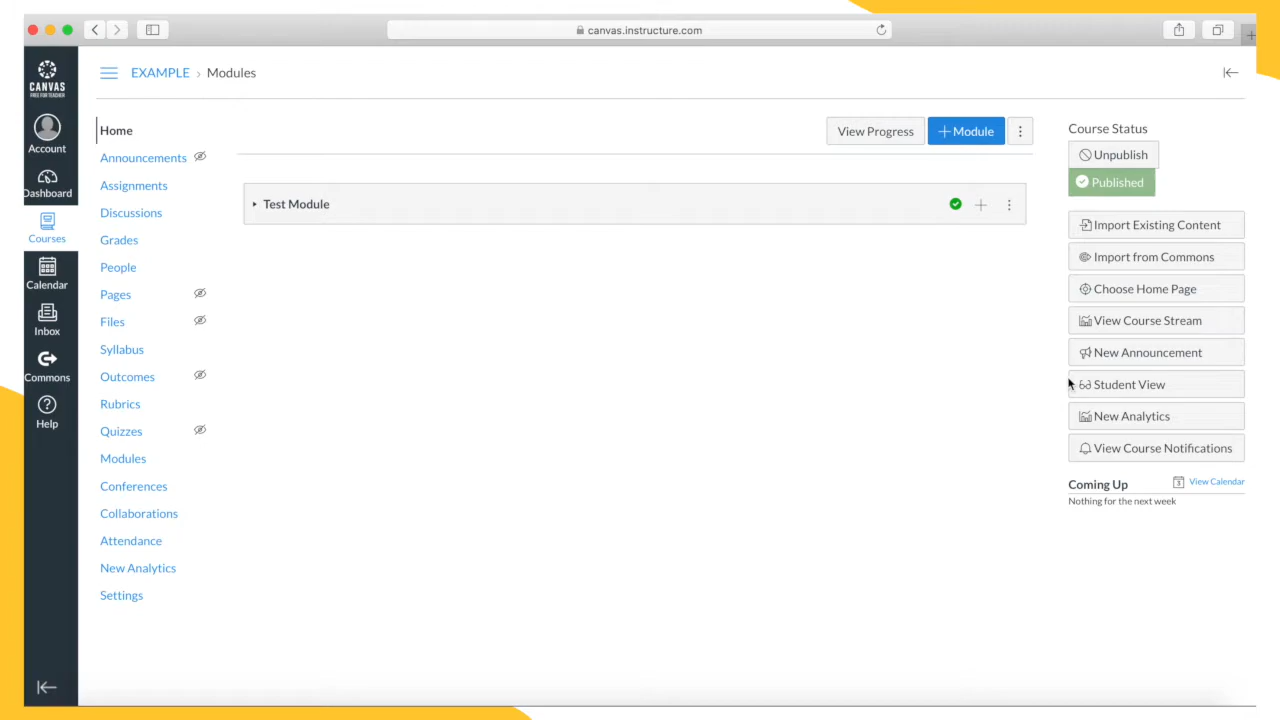 canvas.instructure.com
CANVAS
FREE FOR TEACHER
Account
Dashboard
Courses
Calendar
Inbox
Commons
Help
EXAMPLE › Modules
Home
Announcements
Assignments
Discussions
Grades
People
Pages
Files
Syllabus
Outcomes
Rubrics
Quizzes
Modules
Conferences
Collaborations
Attendance
New Analytics
Settings
View Progress
+ Module
Test Module
Course Status
Unpublish
Published
Import Existing Content
Import from Commons
Choose Home Page
View Course Stream
New Announcement
Student View
New Analytics
View Course Notifications
Coming Up
View Calendar
Nothing for the next week